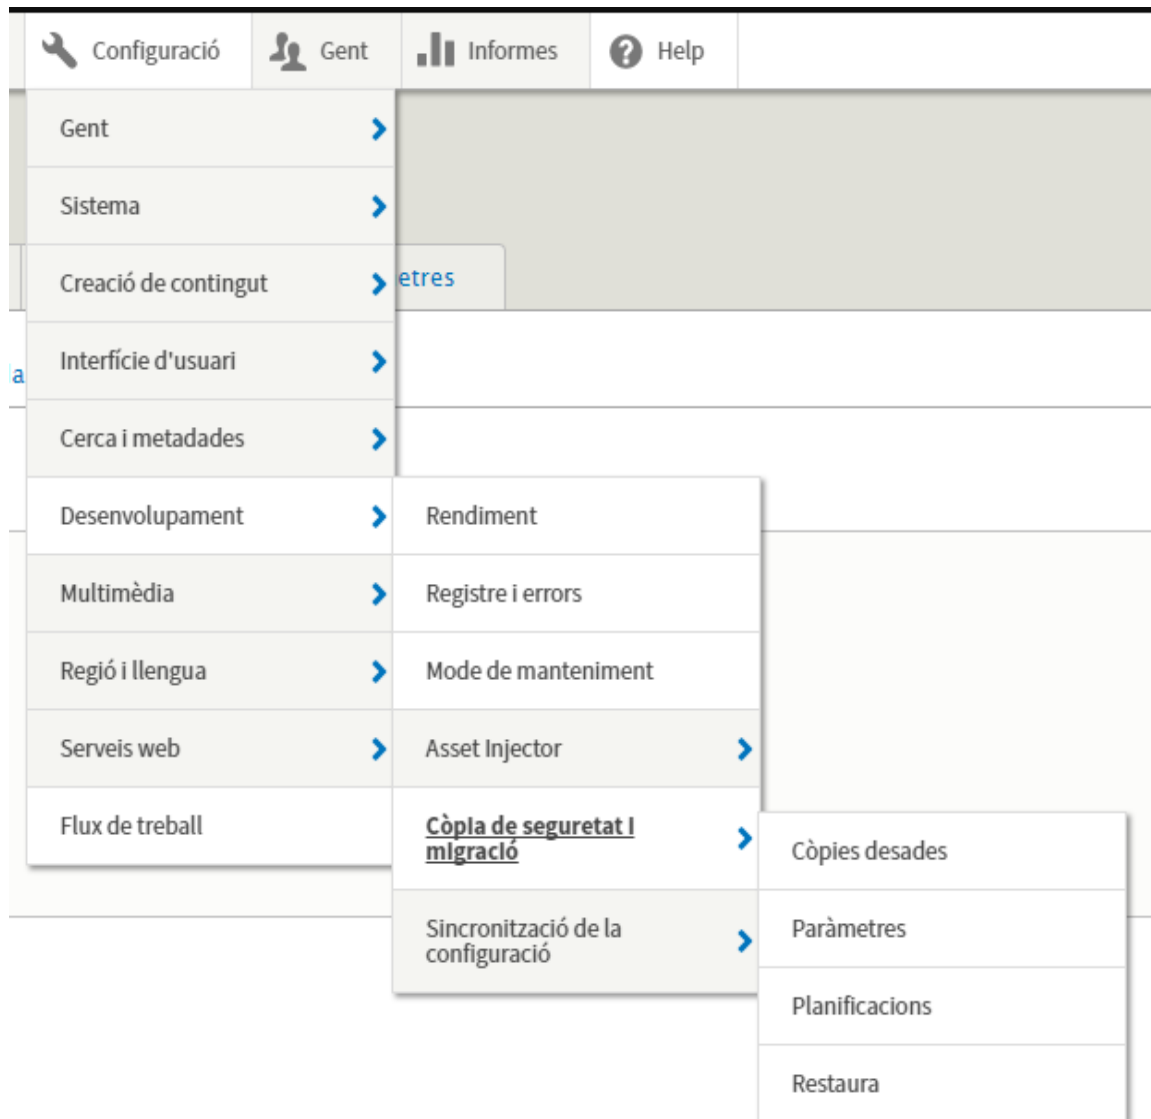 Configuració
Gent
Informes
Help
Gent
Sistema
Creació de contingut
etres
Interfície d'usuari
la
Cerca i metadades
Desenvolupament
Rendiment
Multimèdia
Registre i errors
Regió i llengua
Mode de manteniment
Serveis web
Asset Injector
Flux de treball
Còpia de seguretat i
migració
Còpies desades
Sincronització de la
configuració
Paràmetres
Planificacions
Restaura